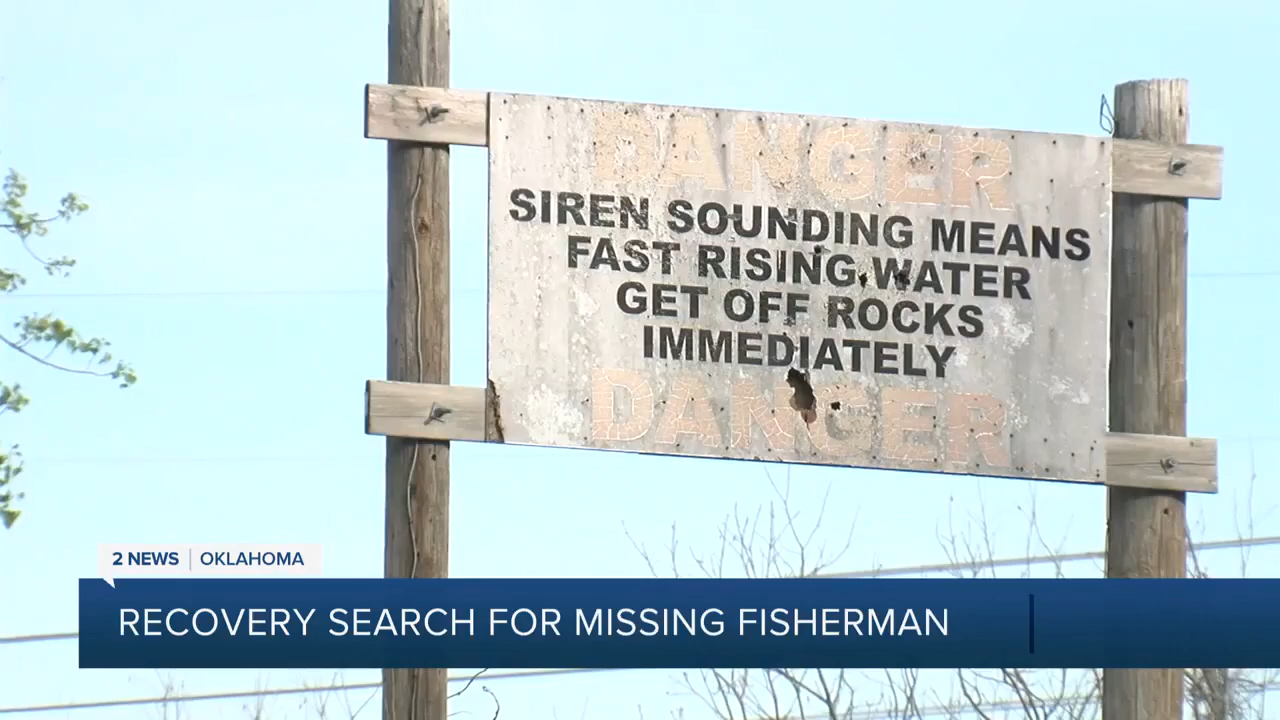 DANGER
SIREN SOUNDING MEANS
FAST RISING WATER
GET OFF ROCKS
IMMEDIATELY
DANGER
2 NEWS | OKLAHOMA
RECOVERY SEARCH FOR MISSING FISHERMAN